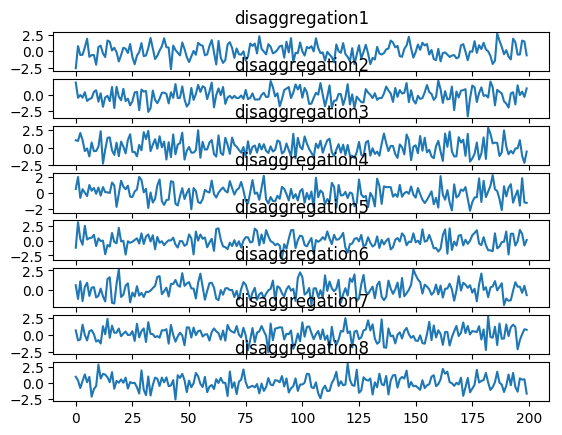 disaggregation1
2.5
0.0
−2.5
disaggregation2
0.0
−2.5
disaggregation3
2.5
0.0
−2.5
disaggregation4
2
0
−2
disaggregation5
2.5
0.0
−2.5
disaggregation6
2.5
0.0
disaggregation7
2.5
0.0
−2.5
disaggregation8
2.5
0.0
−2.5
0 25 50 75 100 125 150 175 200